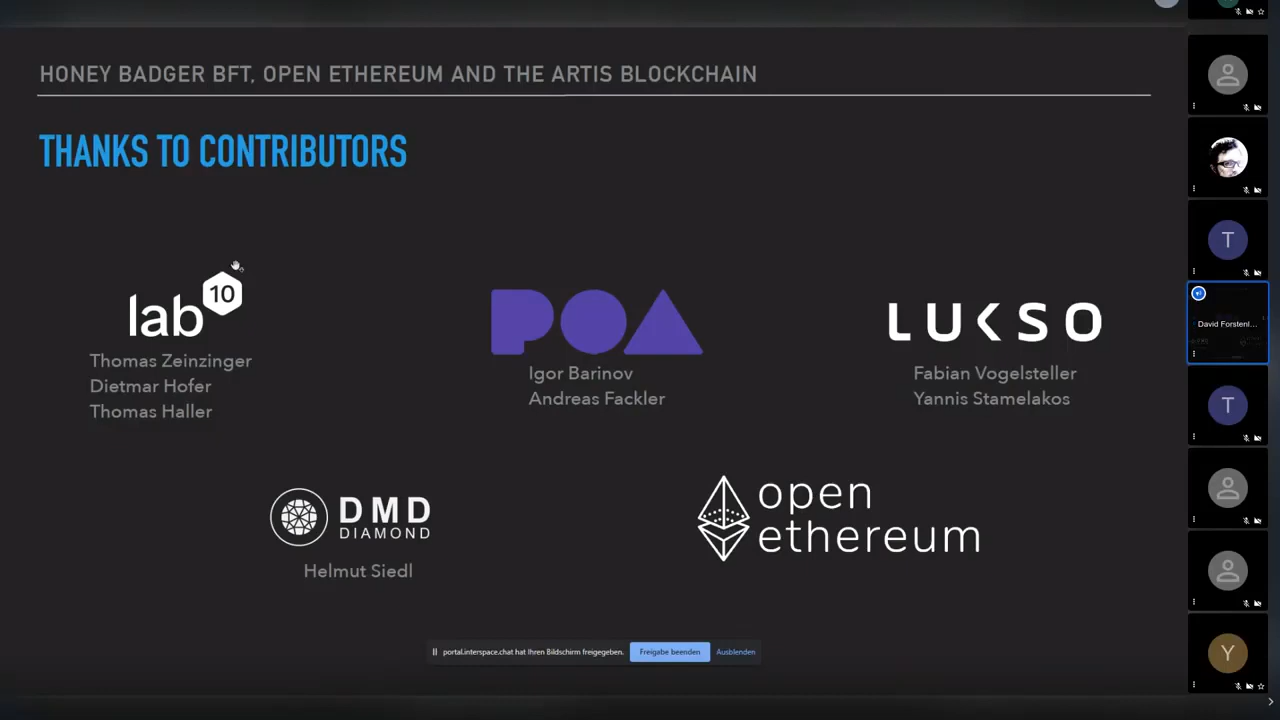 HONEY BADGER BFT, OPEN ETHEREUM AND THE ARTIS BLOCKCHAIN
THANKS TO CONTRIBUTORS
lab 10
Thomas Zeinzinger
Dietmar Hofer
Thomas Haller
POA
Igor Barinov
Andreas Fackler
LUKSO
Fabian Vogelsteller
Yannis Stamelakos
DMD
DIAMOND
Helmut Siedl
open
ethereum
portal.interspace.chat hat Ihren Bildschirm freigegeben.
Freigabe beenden
Ausblenden
T
David Forstenl...
T
Y